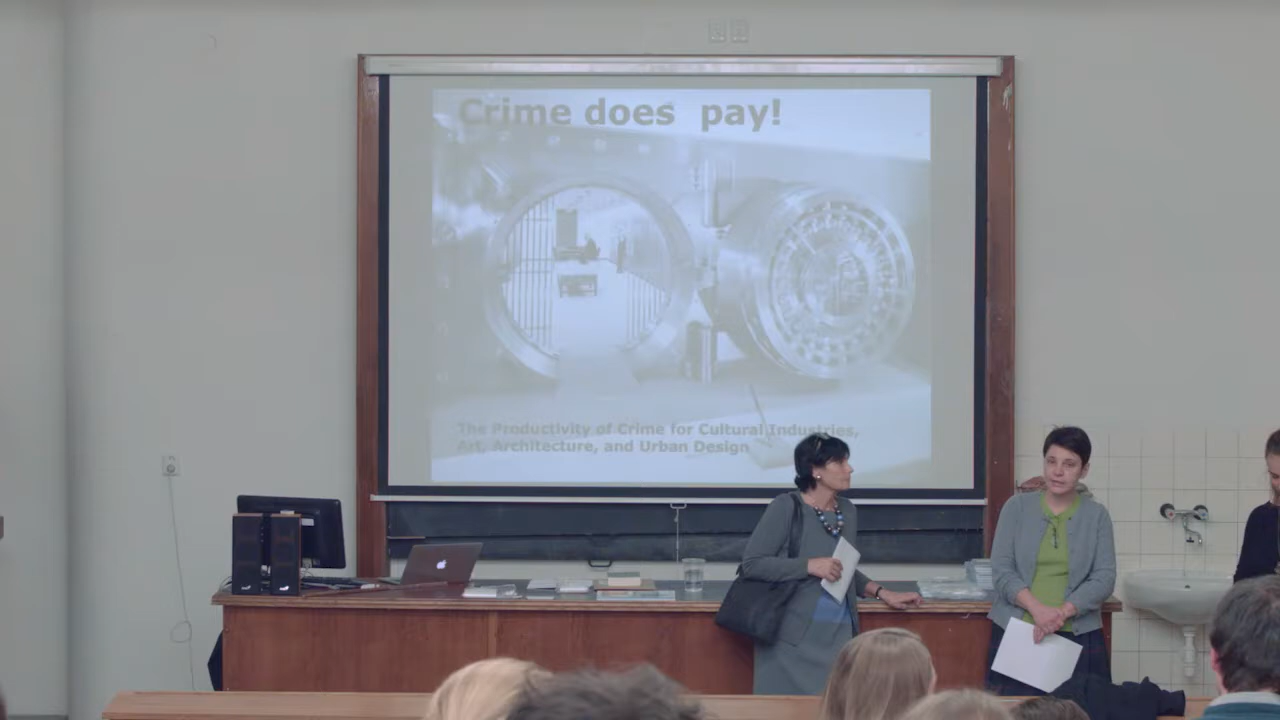 Crime does pay!
The Productivity of Crime for Cultural Industries,
Art, Architecture, and Urban Design